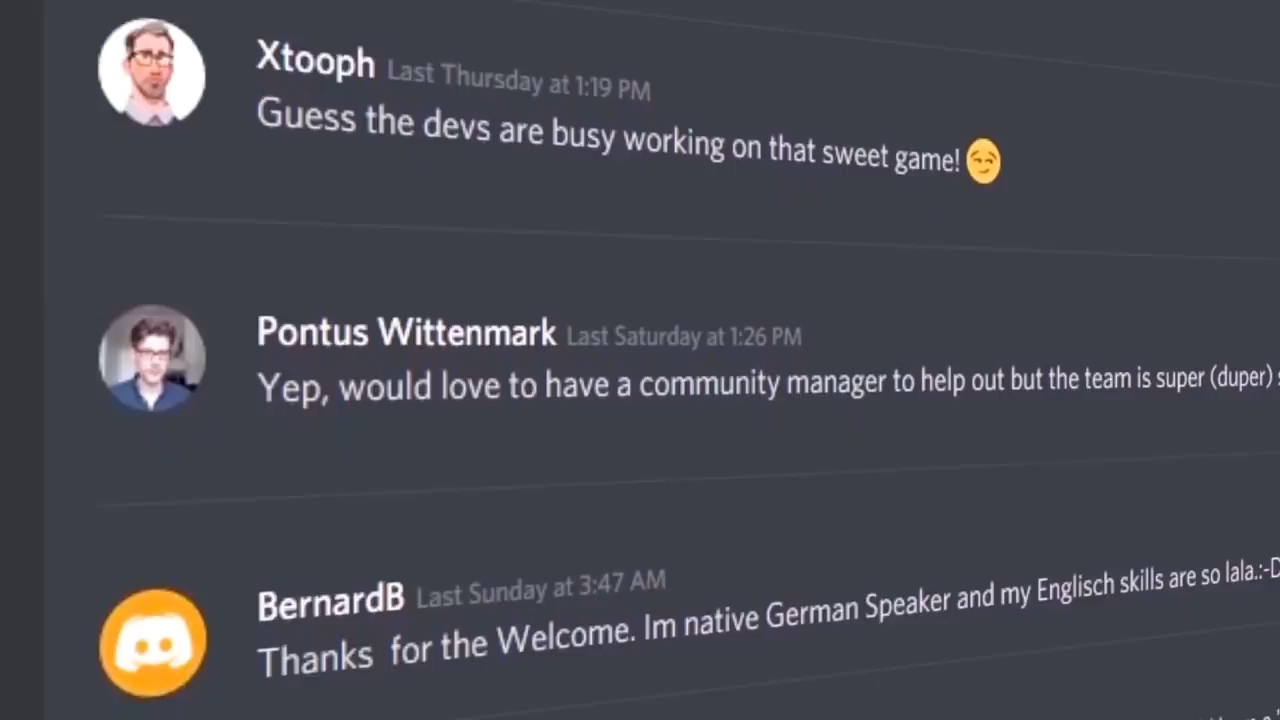 Xtooph Last Thursday at 1:19 PM
Guess the devs are busy working on that sweet game!
Pontus Wittenmark Last Saturday at 1:26 PM
Yep, would love to have a community manager to help out but the team is super (duper)
BernardB Last Sunday at 3:47 AM
Thanks for the Welcome. Im native German Speaker and my Englisch skills are so lala.:-D